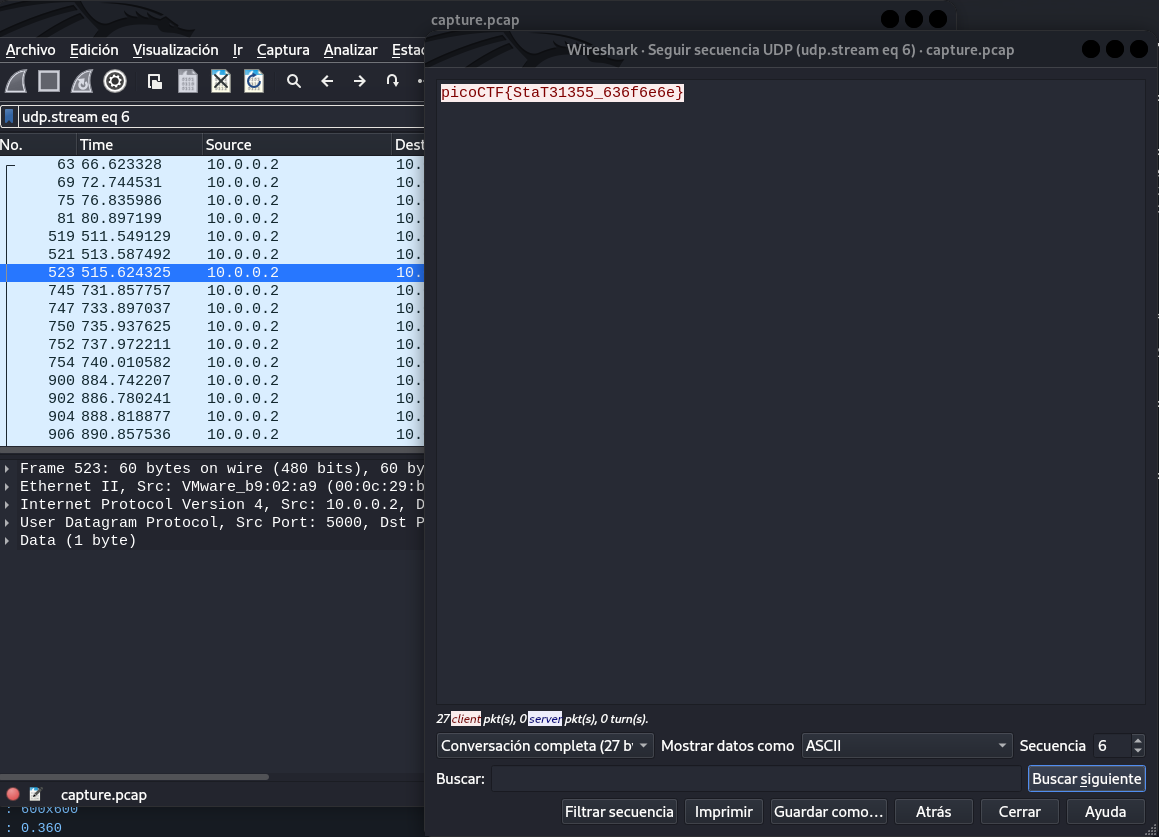 capture.pcap
Archivo Edición Visualización Ir Captura Analizar Estad
Wireshark · Seguir secuencia UDP (udp.stream eq 6) · capture.pcap
udp.stream eq 6
picoCTF{StaT31355_636f6e6e}
No. Time Source Dest
63 66.623328 10.0.0.2 10.
69 72.744531 10.0.0.2 10.
75 76.835986 10.0.0.2 10.
81 80.897199 10.0.0.2 10.
519 511.549129 10.0.0.2 10.
521 513.587492 10.0.0.2 10.
523 515.624325 10.0.0.2 10.
745 731.857757 10.0.0.2 10.
747 733.897037 10.0.0.2 10.
750 735.937625 10.0.0.2 10.
752 737.972211 10.0.0.2 10.
754 740.010582 10.0.0.2 10.
900 884.742207 10.0.0.2 10.
902 886.780241 10.0.0.2 10.
904 888.818877 10.0.0.2 10.
906 890.857536 10.0.0.2 10.
Frame 523: 60 bytes on wire (480 bits), 60 by
Ethernet II, Src: VMware_b9:02:a9 (00:0c:29:b
Internet Protocol Version 4, Src: 10.0.0.2, D
User Datagram Protocol, Src Port: 5000, Dst P
Data (1 byte)
27 client pkt(s), 0 server pkt(s), 0 turn(s).
Conversación completa (27 b Mostrar datos como ASCII Secuencia 6
Buscar: Buscar siguiente
Filtrar secuencia Imprimir Guardar como… Atrás Cerrar Ayuda
capture.pcap
: 600x600
: 0.360